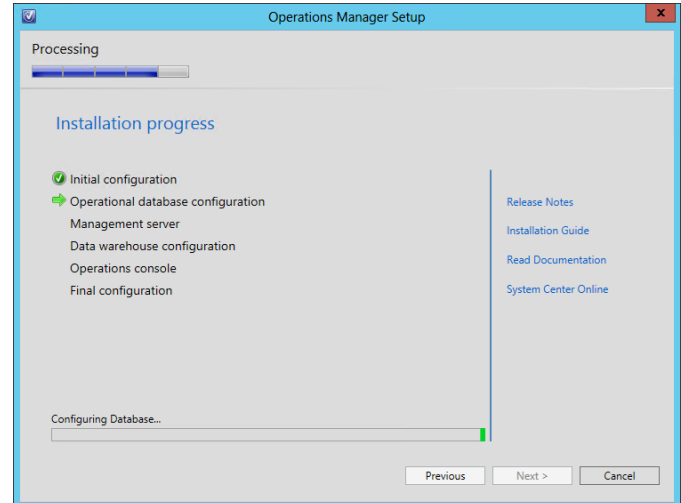 Operations Manager Setup
x
Processing
Installation progress
Initial configuration
Operational database configuration
Management server
Data warehouse configuration
Operations console
Final configuration
Release Notes
Installation Guide
Read Documentation
System Center Online
Configuring Database...
Previous
Next >
Cancel